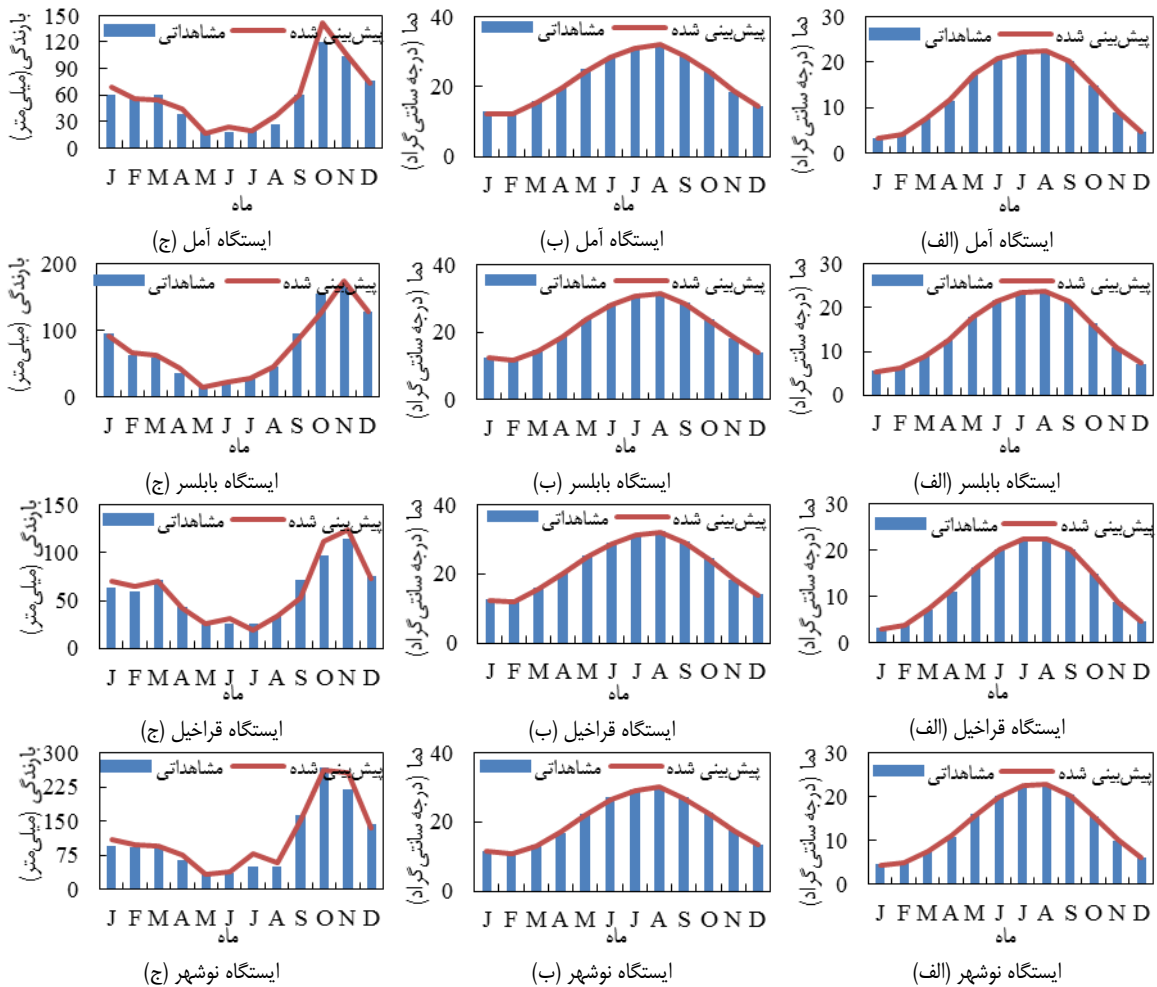 پیش‌بینی شده مشاهداتی
دما (درجه سانتی‌گراد)
30
20
10
0
J F M A M J J A S O N D
ماه
ایستگاه آمل (الف)
پیش‌بینی شده مشاهداتی
دما (درجه سانتی‌گراد)
40
20
0
J F M A M J J A S O N D
ماه
ایستگاه آمل (ب)
پیش‌بینی شده مشاهداتی
بارندگی(میلی‌متر)
150
120
90
60
30
0
J F M A M J J A S O N D
ماه
ایستگاه آمل (ج)
پیش‌بینی شده مشاهداتی
دما (درجه سانتی‌گراد)
30
20
10
0
J F M A M J J A S O N D
ماه
ایستگاه بابلسر (الف)
پیش‌بینی شده مشاهداتی
دما (درجه سانتی‌گراد)
40
20
0
J F M A M J J A S O N D
ماه
ایستگاه بابلسر (ب)
پیش‌بینی شده مشاهداتی
بارندگی (میلی‌متر)
200
100
0
J F M A M J J A S O N D
ماه
ایستگاه بابلسر (ج)
پیش‌بینی شده مشاهداتی
دما (درجه سانتی‌گراد)
30
20
10
0
J F M A M J J A S O N D
ماه
ایستگاه قراخیل (الف)
پیش‌بینی شده مشاهداتی
دما (درجه سانتی‌گراد)
40
20
0
J F M A M J J A S O N D
ماه
ایستگاه قراخیل (ب)
پیش‌بینی شده مشاهداتی
بارندگی (میلی‌متر)
150
100
50
0
J F M A M J J A S O N D
ماه
ایستگاه قراخیل (ج)
پیش‌بینی شده مشاهداتی
دما (درجه سانتی‌گراد)
30
20
10
0
J F M A M J J A S O N D
ماه
ایستگاه نوشهر (الف)
پیش‌بینی شده مشاهداتی
دما (درجه سانتی‌گراد)
40
20
0
J F M A M J J A S O N D
ماه
ایستگاه نوشهر (ب)
پیش‌بینی شده مشاهداتی
بارندگی (میلی‌متر)
300
225
150
75
0
J F M A M J J A S O N D
ماه
ایستگاه نوشهر (ج)